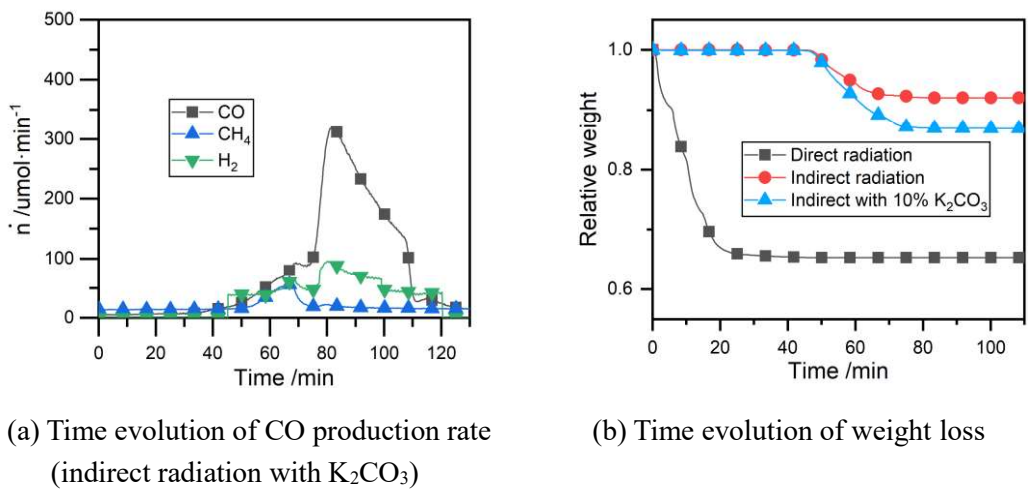 500
400
300
200
100
0
ṅ /umol·min⁻¹
CO
CH₄
H₂
0 20 40 60 80 100 120
Time /min
1.0
0.8
0.6
Relative weight
Direct radiation
Indirect radiation
Indirect with 10% K₂CO₃
0 20 40 60 80 100
Time /min
(a) Time evolution of CO production rate
(indirect radiation with K₂CO₃)
(b) Time evolution of weight loss